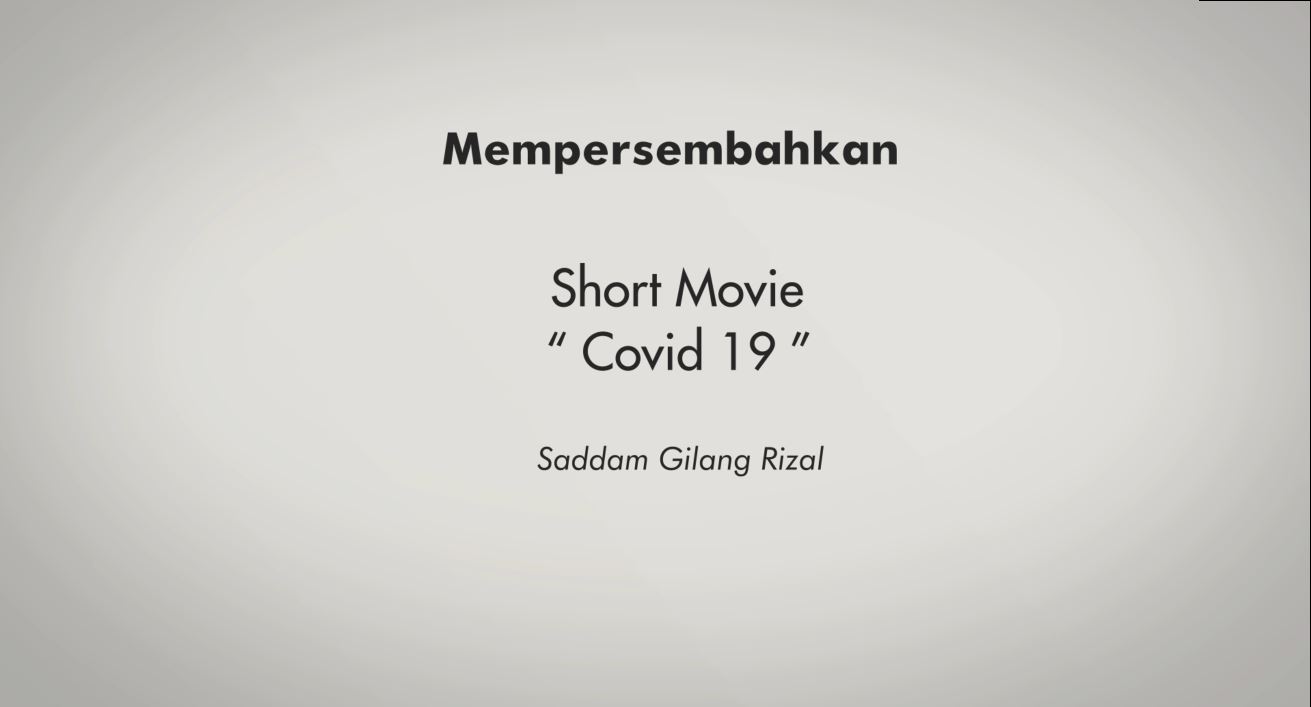 Mempersembahkan
Short Movie
“ Covid 19 ”
Saddam Gilang Rizal